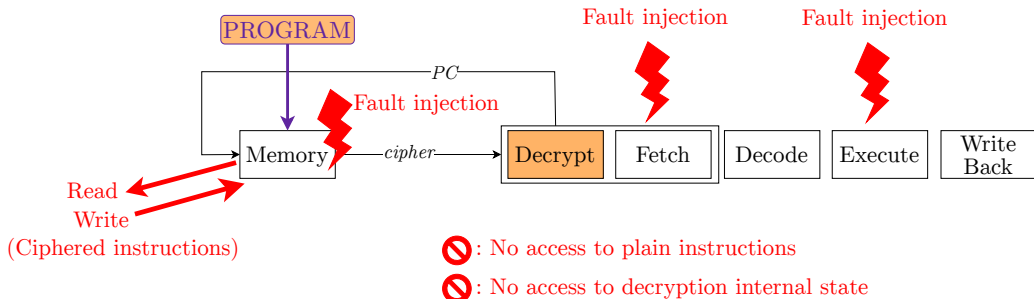 Fault injection
Fault injection
PROGRAM
PC
Fault injection
Memory
cipher
Decrypt
Fetch
Decode
Execute
Write
Back
Read
Write
(Ciphered instructions)
: No access to plain instructions
: No access to decryption internal state